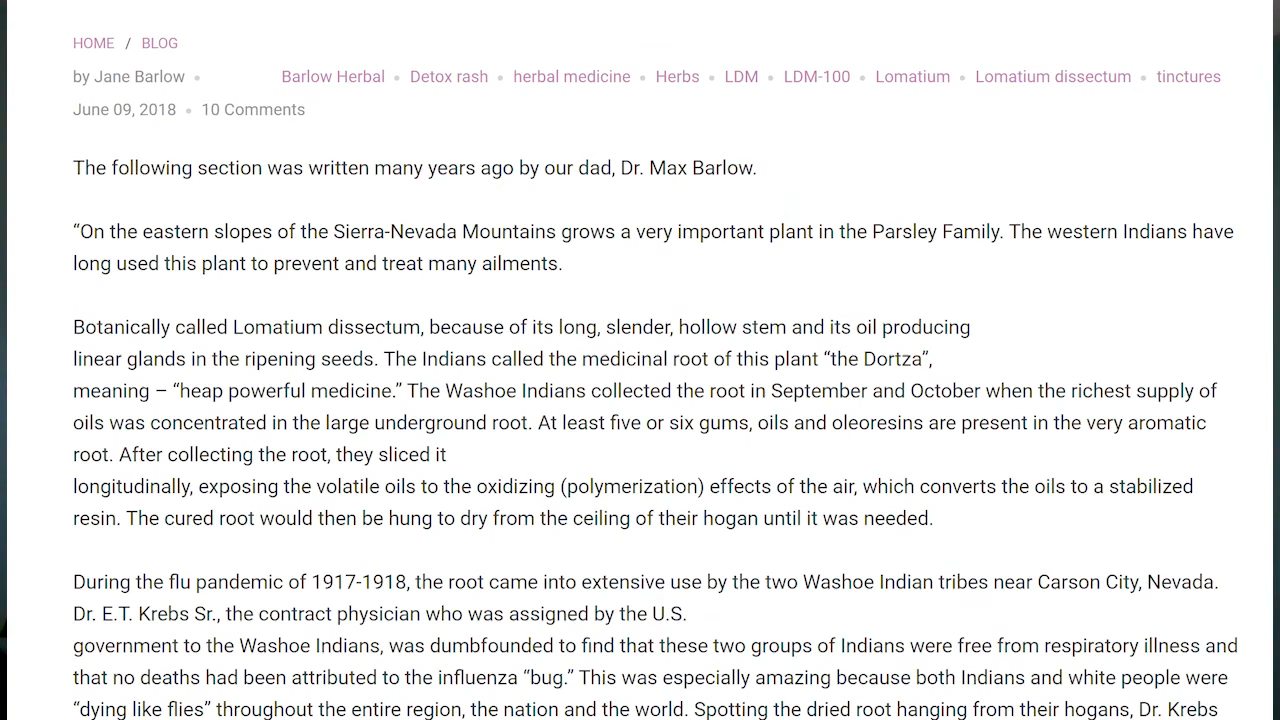 HOME / BLOG
by Jane Barlow • Barlow Herbal • Detox rash • herbal medicine • Herbs • LDM • LDM-100 • Lomatium • Lomatium dissectum • tinctures
June 09, 2018 • 10 Comments
The following section was written many years ago by our dad, Dr. Max Barlow.
“On the eastern slopes of the Sierra-Nevada Mountains grows a very important plant in the Parsley Family. The western Indians have
long used this plant to prevent and treat many ailments.
Botanically called Lomatium dissectum, because of its long, slender, hollow stem and its oil producing
linear glands in the ripening seeds. The Indians called the medicinal root of this plant “the Dortza”,
meaning – “heap powerful medicine.” The Washoe Indians collected the root in September and October when the richest supply of
oils was concentrated in the large underground root. At least five or six gums, oils and oleoresins are present in the very aromatic
root. After collecting the root, they sliced it
longitudinally, exposing the volatile oils to the oxidizing (polymerization) effects of the air, which converts the oils to a stabilized
resin. The cured root would then be hung to dry from the ceiling of their hogan until it was needed.
During the flu pandemic of 1917-1918, the root came into extensive use by the two Washoe Indian tribes near Carson City, Nevada.
Dr. E.T. Krebs Sr., the contract physician who was assigned by the U.S.
government to the Washoe Indians, was dumbfounded to find that these two groups of Indians were free from respiratory illness and
that no deaths had been attributed to the influenza “bug.” This was especially amazing because both Indians and white people were
“dying like flies” throughout the entire region, the nation and the world. Spotting the dried root hanging from their hogans, Dr. Krebs